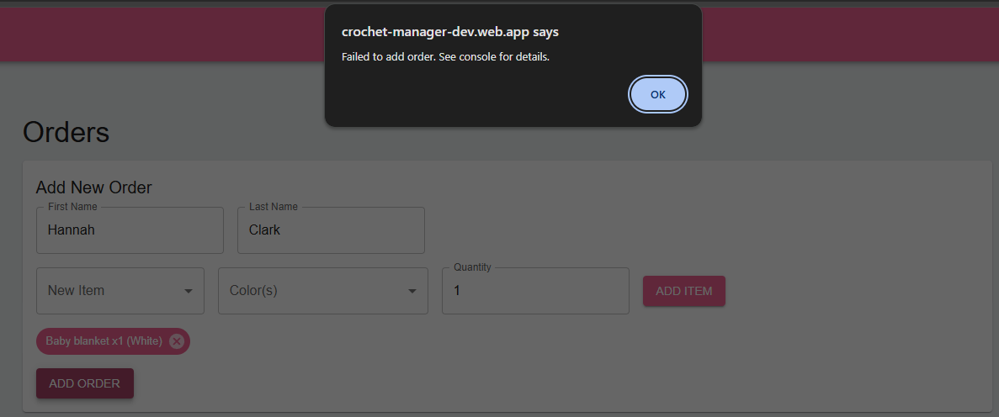 crochet-manager-dev.web.app says
Failed to add order. See console for details.
OK
Orders
Add New Order
First Name
Last Name
Hannah
Clark
Quantity
New Item
Color(s)
1
ADD ITEM
Baby blanket x1 (White)
ADD ORDER